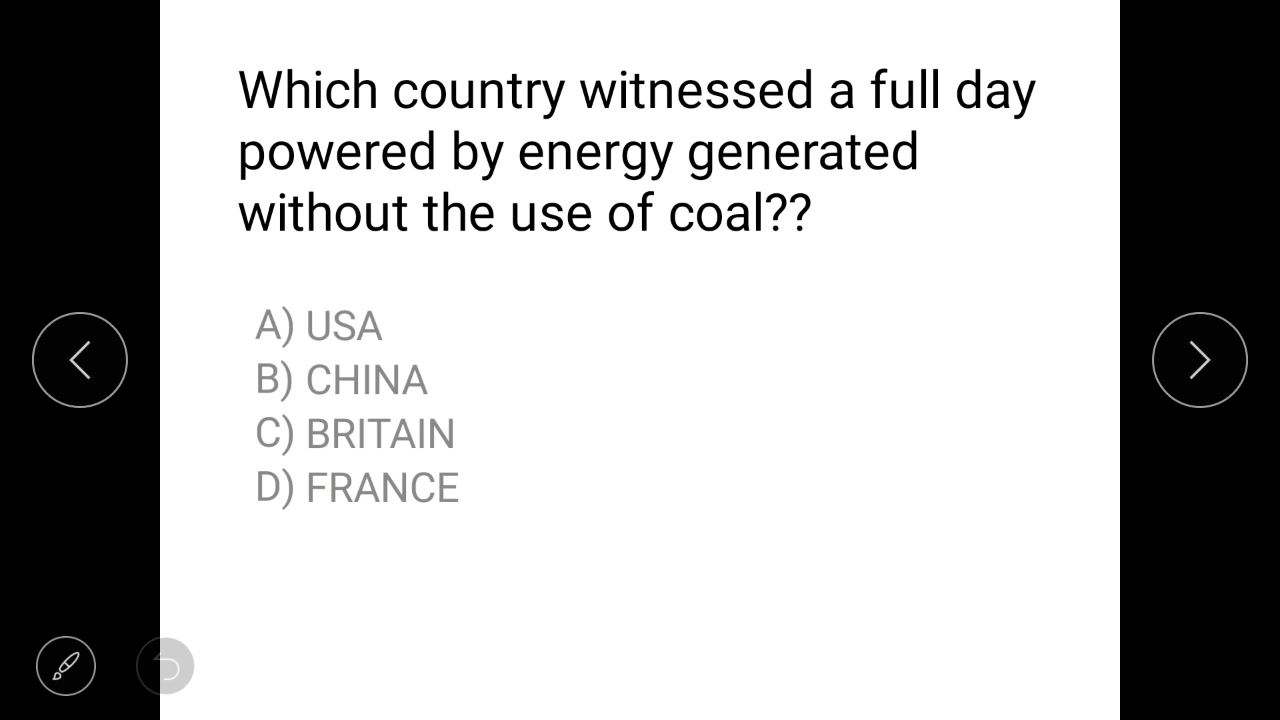 Which country witnessed a full day
powered by energy generated
without the use of coal??
A) USA
B) CHINA
C) BRITAIN
D) FRANCE